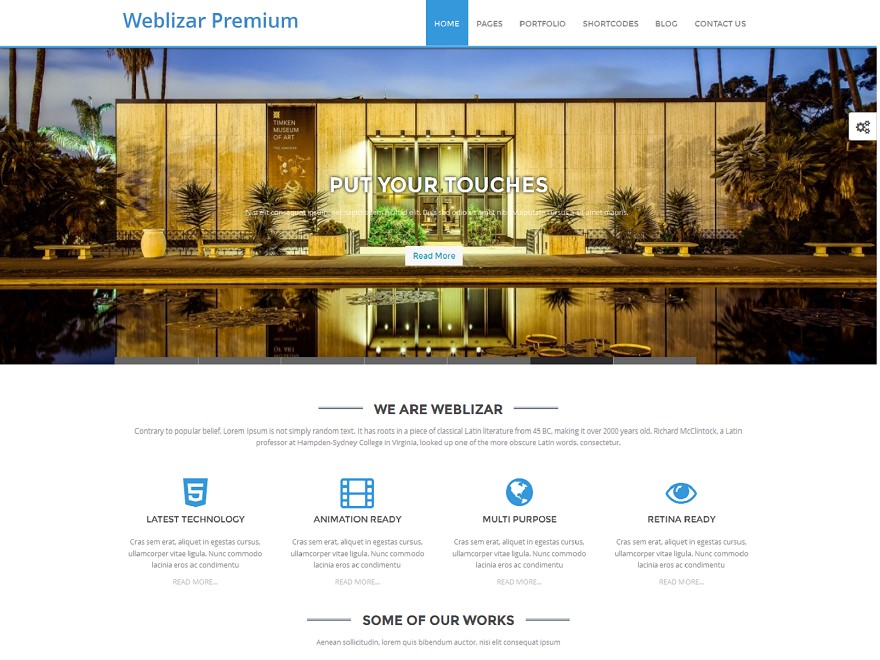 Weblizar Premium
HOME PAGES PORTFOLIO SHORTCODES BLOG CONTACT US
TIMKEN
MUSEUM
OF ART
PUT YOUR TOUCHES
Read More
WE ARE WEBLIZAR
Contrary to popular belief, Lorem Ipsum is not simply random text. It has roots in a piece of classical Latin literature from 45 BC, making it over 2000 years old. Richard McClintock, a Latin
professor at Hampden-Sydney College in Virginia, looked up one of the more obscure Latin words, consectetur.
LATEST TECHNOLOGY
Cras sem erat, aliquet in egestas cursus,
ullamcorper vitae ligula. Nunc commodo
lacinia eros ac condimentu
READ MORE...
ANIMATION READY
Cras sem erat, aliquet in egestas cursus,
ullamcorper vitae ligula. Nunc commodo
lacinia eros ac condimentu
READ MORE...
MULTI PURPOSE
Cras sem erat, aliquet in egestas cursus,
ullamcorper vitae ligula. Nunc commodo
lacinia eros ac condimentu
READ MORE...
RETINA READY
Cras sem erat, aliquet in egestas cursus,
ullamcorper vitae ligula. Nunc commodo
lacinia eros ac condimentu
READ MORE...
SOME OF OUR WORKS
Aenean sollicitudin, lorem quis bibendum auctor, nisi elit consequat ipsum